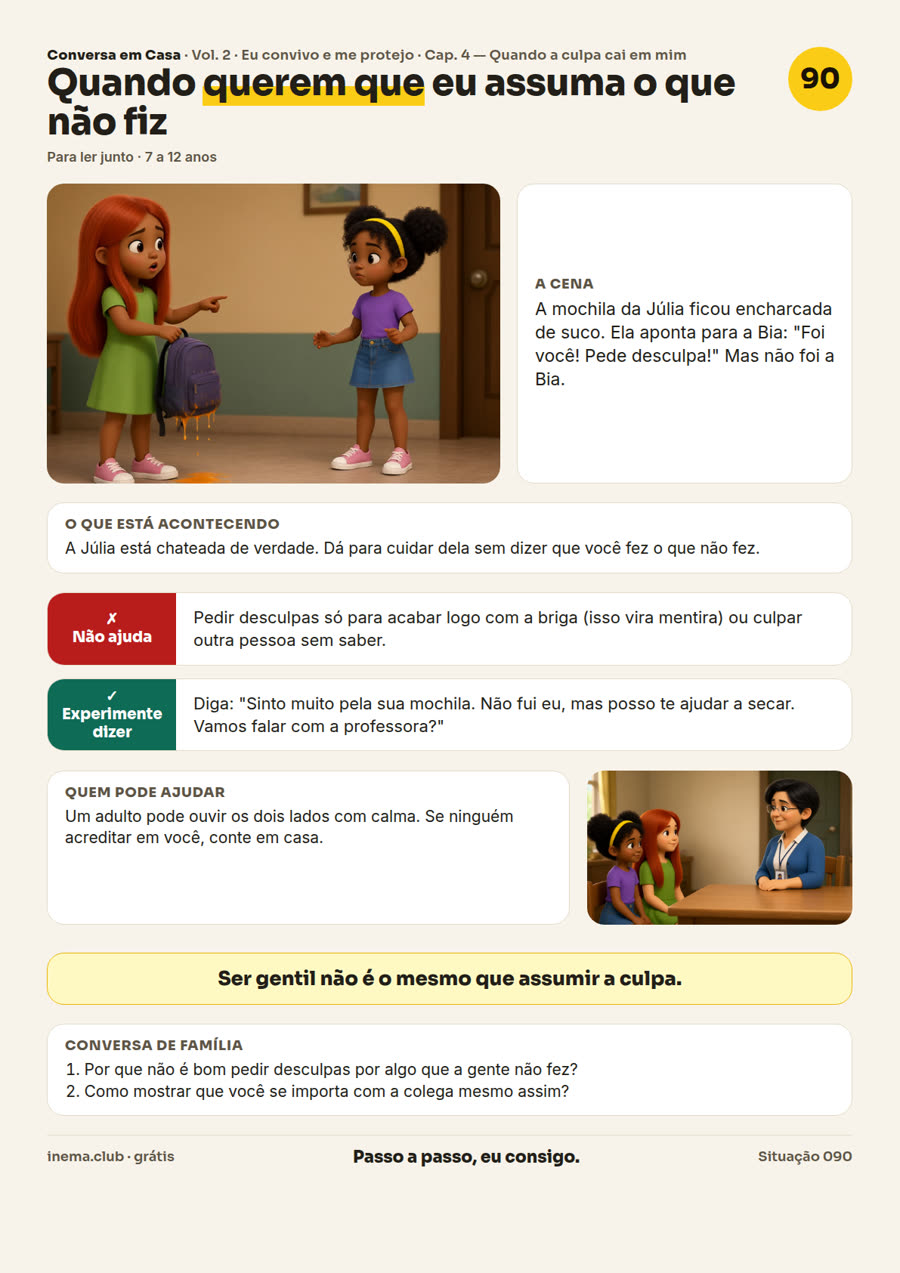 Conversa em Casa · Vol. 2 · Eu convivo e me protejo · Cap. 4 — Quando a culpa cai em mim
Quando querem que eu assuma o que
não fiz
90
Para ler junto · 7 a 12 anos
A CENA
A mochila da Júlia ficou encharcada
de suco. Ela aponta para a Bia: "Foi
você! Pede desculpa!" Mas não foi a
Bia.
O QUE ESTÁ ACONTECENDO
A Júlia está chateada de verdade. Dá para cuidar dela sem dizer que você fez o que não fez.
✗
Não ajuda
Pedir desculpas só para acabar logo com a briga (isso vira mentira) ou culpar
outra pessoa sem saber.
✓
Experimente
dizer
Diga: "Sinto muito pela sua mochila. Não fui eu, mas posso te ajudar a secar.
Vamos falar com a professora?"
QUEM PODE AJUDAR
Um adulto pode ouvir os dois lados com calma. Se ninguém
acreditar em você, conte em casa.
Ser gentil não é o mesmo que assumir a culpa.
CONVERSA DE FAMÍLIA
1. Por que não é bom pedir desculpas por algo que a gente não fez?
2. Como mostrar que você se importa com a colega mesmo assim?
inema.club · grátis
Passo a passo, eu consigo.
Situação 090